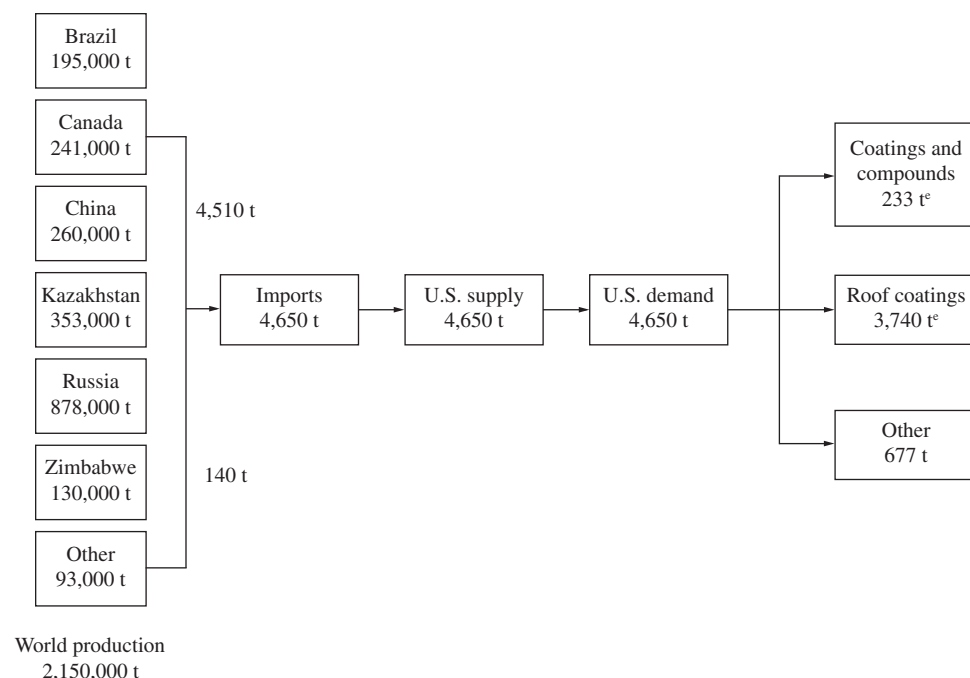 Brazil
195,000 t
Canada
241,000 t
China
260,000 t
Kazakhstan
353,000 t
Russia
878,000 t
Zimbabwe
130,000 t
Other
93,000 t
World production
2,150,000 t
4,510 t
140 t
Imports
4,650 t
U.S. supply
4,650 t
U.S. demand
4,650 t
Coatings and
compounds
233 tᵉ
Roof coatings
3,740 tᵉ
Other
677 t